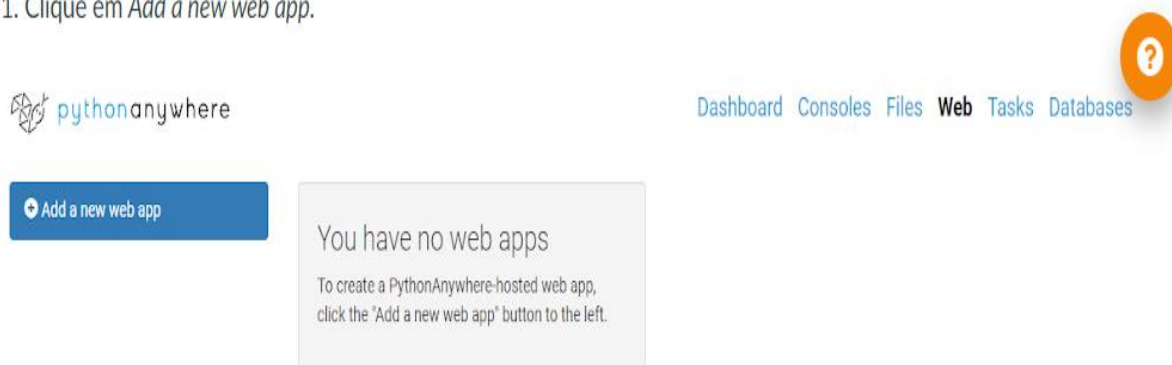 1. Clique em Add a new web app.
pythonanywhere
Dashboard Consoles Files Web Tasks Databases
?
Add a new web app
You have no web apps
To create a PythonAnywhere-hosted web app,
click the "Add a new web app" button to the left.